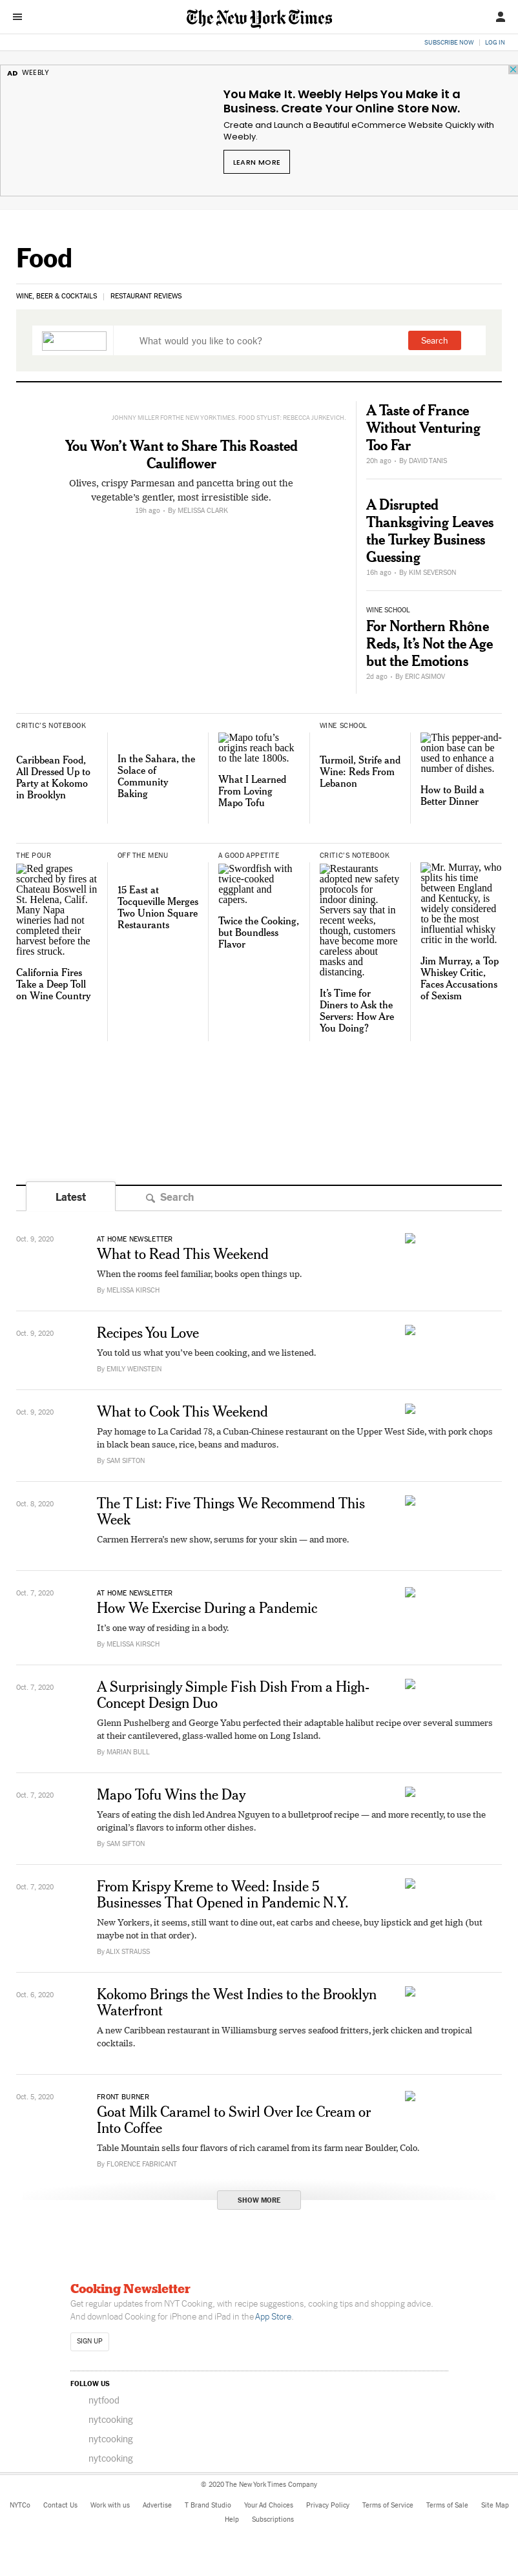 The New York Times
SUBSCRIBE NOW | LOG IN
AD WEEBLY
You Make It. Weebly Helps You Make it a
Business. Create Your Online Store Now.
Create and Launch a Beautiful eCommerce Website Quickly with
Weebly.
LEARN MORE
Food
WINE, BEER & COCKTAILS | RESTAURANT REVIEWS
What would you like to cook?
Search
JOHNNY MILLER FOR THE NEW YORK TIMES. FOOD STYLIST: REBECCA JURKEVICH.
You Won’t Want to Share This Roasted
Cauliflower
Olives, crispy Parmesan and pancetta bring out the
vegetable’s gentler, most irresistible side.
19h ago • By MELISSA CLARK
A Taste of France
Without Venturing
Too Far
20h ago • By DAVID TANIS
A Disrupted
Thanksgiving Leaves
the Turkey Business
Guessing
16h ago • By KIM SEVERSON
WINE SCHOOL
For Northern Rhône
Reds, It’s Not the Age
but the Emotions
2d ago • By ERIC ASIMOV
CRITIC’S NOTEBOOK
Caribbean Food,
All Dressed Up to
Party at Kokomo
in Brooklyn
In the Sahara, the
Solace of
Community
Baking
Mapo tofu’s
origins reach back
to the late 1800s.
What I Learned
From Loving
Mapo Tofu
WINE SCHOOL
Turmoil, Strife and
Wine: Reds From
Lebanon
This pepper-and-
onion base can be
used to enhance a
number of dishes.
How to Build a
Better Dinner
THE POUR
Red grapes
scorched by fires at
Chateau Boswell in
St. Helena, Calif.
Many Napa
wineries had not
completed their
harvest before the
fires struck.
California Fires
Take a Deep Toll
on Wine Country
OFF THE MENU
15 East at
Tocqueville Merges
Two Union Square
Restaurants
A GOOD APPETITE
Swordfish with
twice-cooked
eggplant and
capers.
Twice the Cooking,
but Boundless
Flavor
CRITIC’S NOTEBOOK
Restaurants
adopted new safety
protocols for
indoor dining.
Servers say that in
recent weeks,
though, customers
have become more
careless about
masks and
distancing.
It’s Time for
Diners to Ask the
Servers: How Are
You Doing?
Mr. Murray, who
splits his time
between England
and Kentucky, is
widely considered
to be the most
influential whisky
critic in the world.
Jim Murray, a Top
Whiskey Critic,
Faces Accusations
of Sexism
Latest
Search
Oct. 9, 2020
AT HOME NEWSLETTER
What to Read This Weekend
When the rooms feel familiar, books open things up.
By MELISSA KIRSCH
Oct. 9, 2020
Recipes You Love
You told us what you’ve been cooking, and we listened.
By EMILY WEINSTEIN
Oct. 9, 2020
What to Cook This Weekend
Pay homage to La Caridad 78, a Cuban-Chinese restaurant on the Upper West Side, with pork chops
in black bean sauce, rice, beans and maduros.
By SAM SIFTON
Oct. 8, 2020
The T List: Five Things We Recommend This
Week
Carmen Herrera’s new show, serums for your skin — and more.
Oct. 7, 2020
AT HOME NEWSLETTER
How We Exercise During a Pandemic
It’s one way of residing in a body.
By MELISSA KIRSCH
Oct. 7, 2020
A Surprisingly Simple Fish Dish From a High-
Concept Design Duo
Glenn Pushelberg and George Yabu perfected their adaptable halibut recipe over several summers
at their cantilevered, glass-walled home on Long Island.
By MARIAN BULL
Oct. 7, 2020
Mapo Tofu Wins the Day
Years of eating the dish led Andrea Nguyen to a bulletproof recipe — and more recently, to use the
original’s flavors to inform other dishes.
By SAM SIFTON
Oct. 7, 2020
From Krispy Kreme to Weed: Inside 5
Businesses That Opened in Pandemic N.Y.
New Yorkers, it seems, still want to dine out, eat carbs and cheese, buy lipstick and get high (but
maybe not in that order).
By ALIX STRAUSS
Oct. 6, 2020
Kokomo Brings the West Indies to the Brooklyn
Waterfront
A new Caribbean restaurant in Williamsburg serves seafood fritters, jerk chicken and tropical
cocktails.
Oct. 5, 2020
FRONT BURNER
Goat Milk Caramel to Swirl Over Ice Cream or
Into Coffee
Table Mountain sells four flavors of rich caramel from its farm near Boulder, Colo.
By FLORENCE FABRICANT
SHOW MORE
Cooking Newsletter
Get regular updates from NYT Cooking, with recipe suggestions, cooking tips and shopping advice.
And download Cooking for iPhone and iPad in the App Store.
SIGN UP
FOLLOW US
nytfood
nytcooking
nytcooking
nytcooking
© 2020 The New York Times Company
NYTCo Contact Us Work with us Advertise T Brand Studio Your Ad Choices Privacy Policy Terms of Service Terms of Sale Site Map
Help Subscriptions